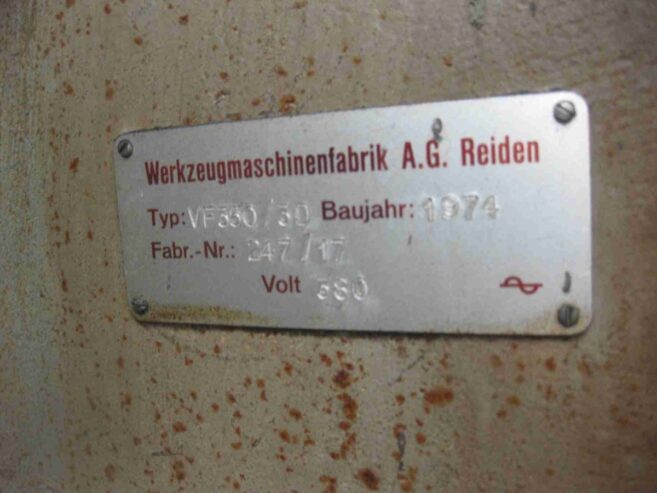 Werkzeugmaschinenfabrik A.G. Reiden
Typ: VF330/30 Baujahr: 1974
Fabr.-Nr.: 247/17
Volt 380